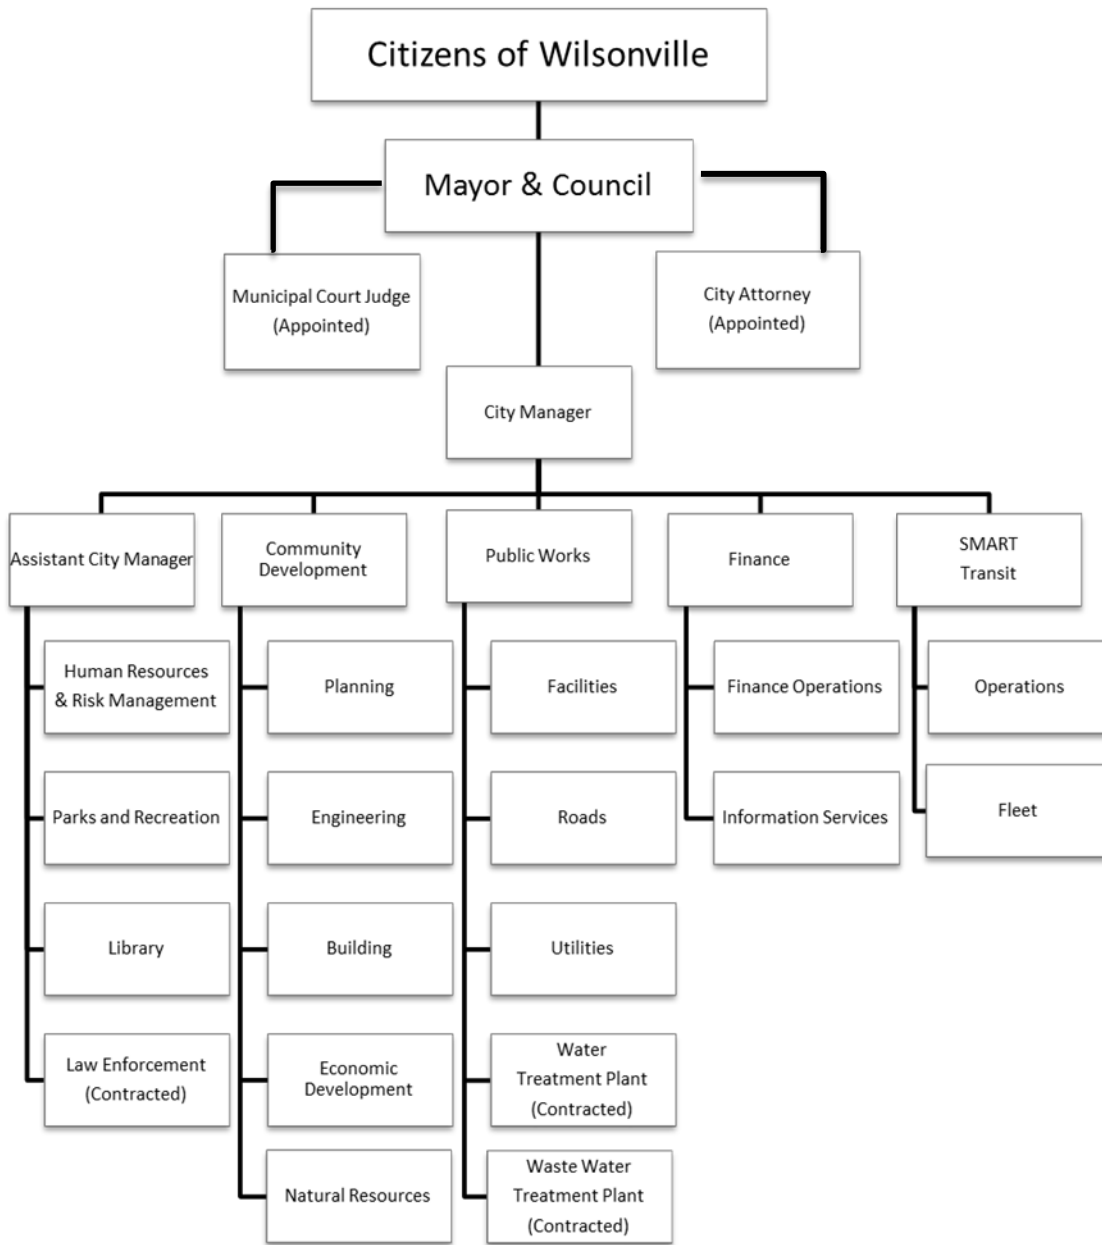 Citizens of Wilsonville
Mayor & Council
Municipal Court Judge
(Appointed)
City Attorney
(Appointed)
City Manager
Assistant City Manager
Community
Development
Public Works
Finance
SMART
Transit
Human Resources
& Risk Management
Planning
Facilities
Finance Operations
Operations
Parks and Recreation
Engineering
Roads
Information Services
Fleet
Library
Building
Utilities
Law Enforcement
(Contracted)
Economic
Development
Water
Treatment Plant
(Contracted)
Natural Resources
Waste Water
Treatment Plant
(Contracted)